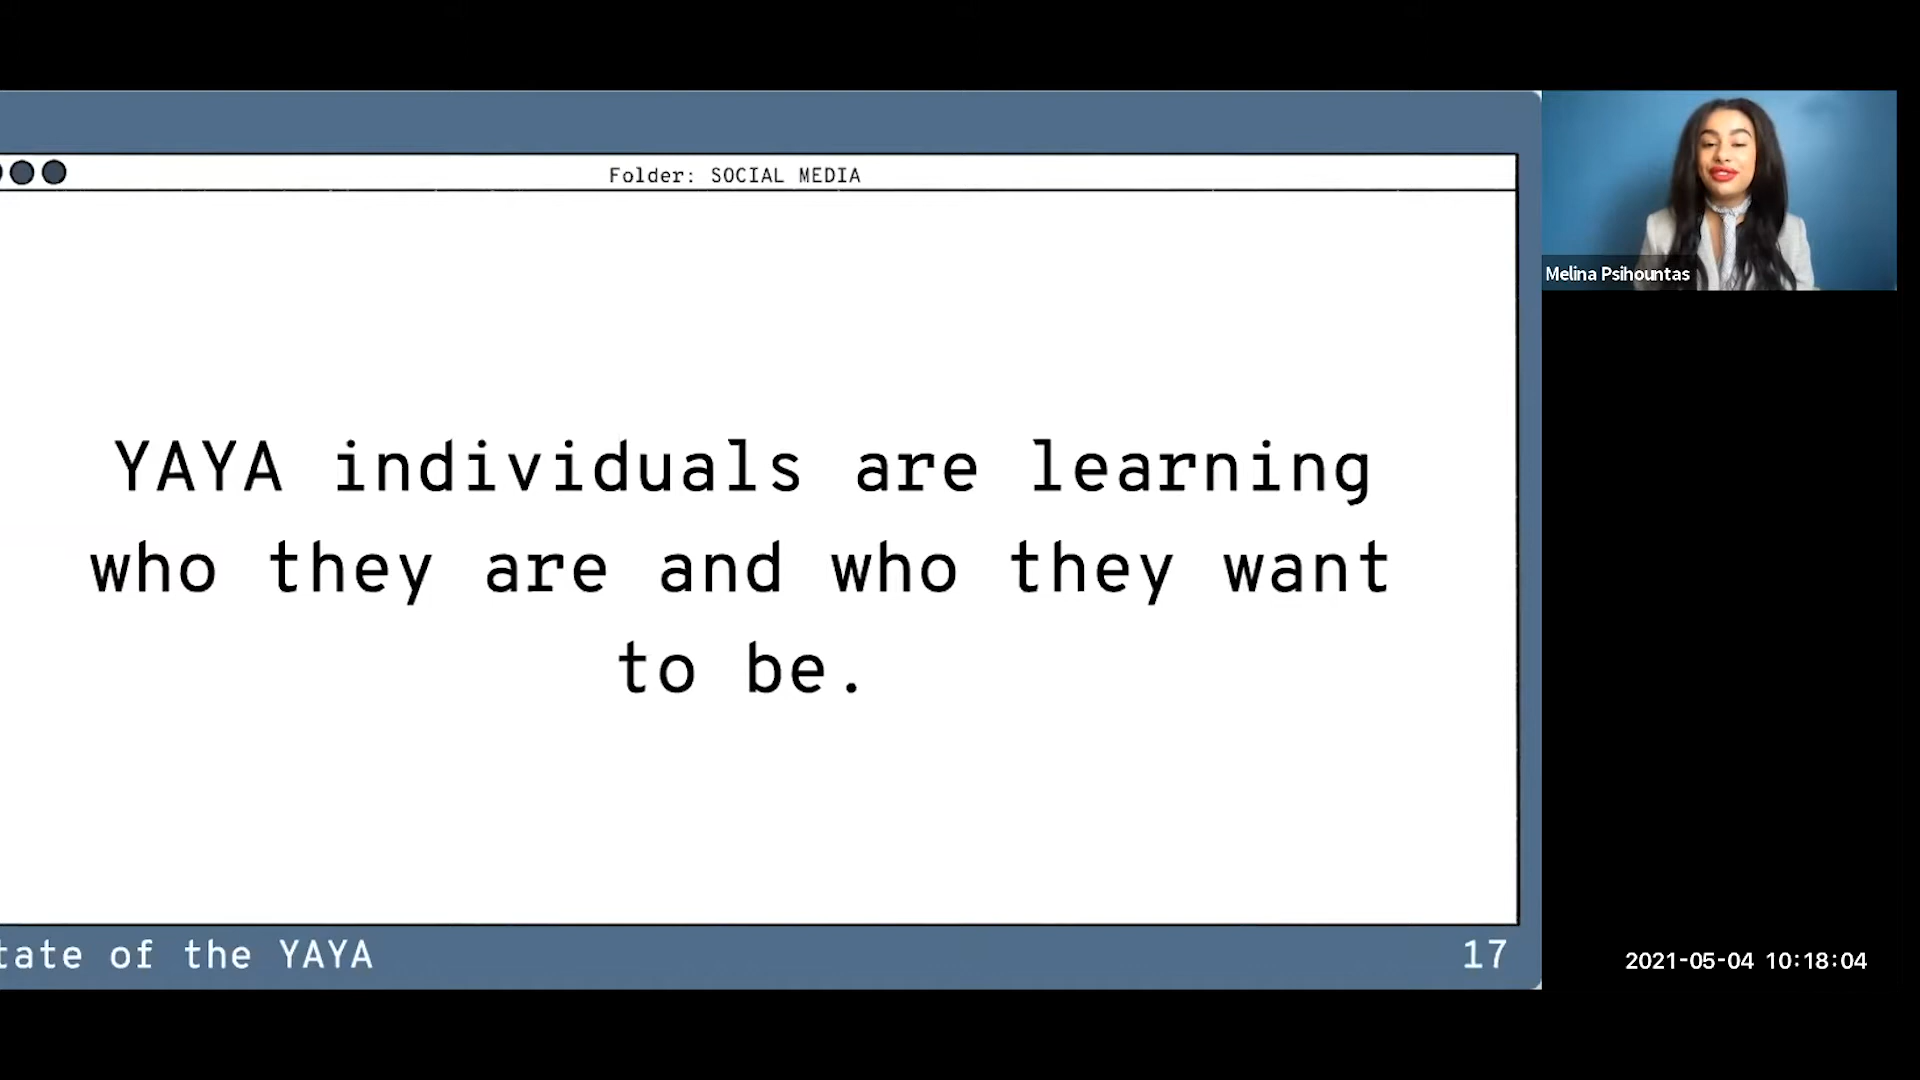 Folder: SOCIAL MEDIA
YAYA individuals are learning
who they are and who they want
to be.
tate of the YAYA
17
Melina Psihountas
2021-05-04 10:18:04